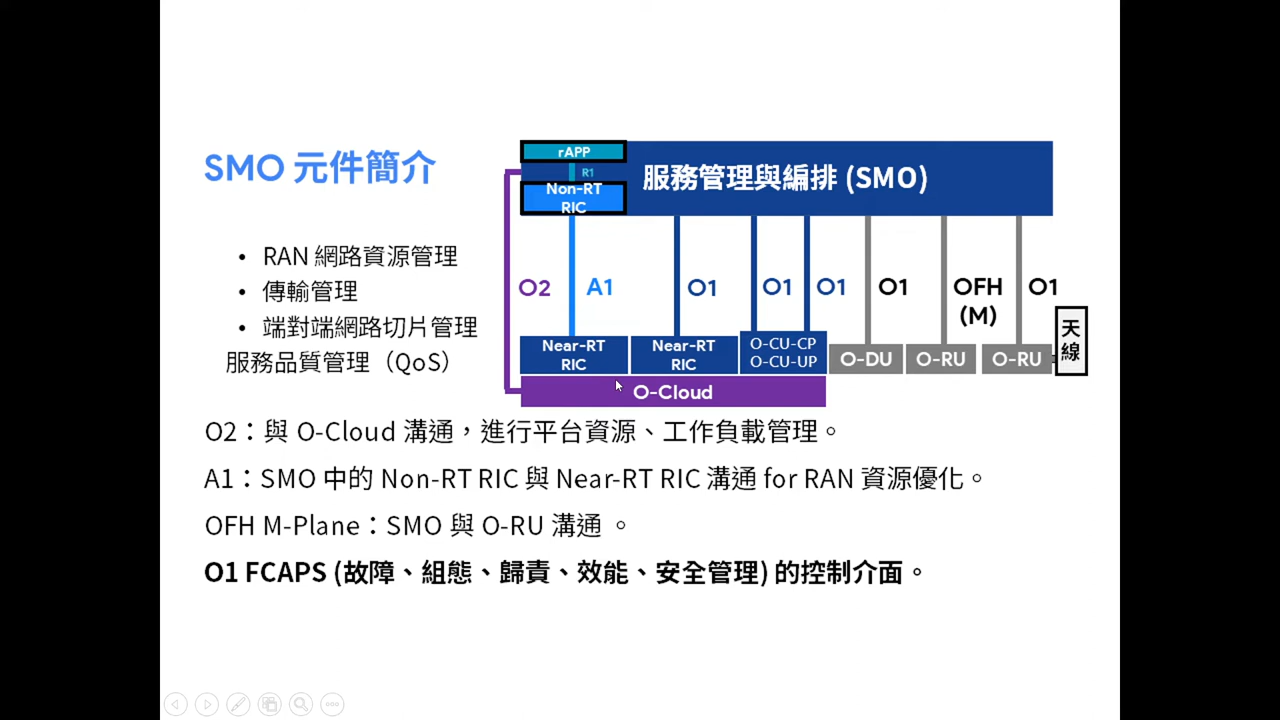 SMO 元件簡介
• RAN 網路資源管理
• 傳輸管理
• 端對端網路切片管理
服務品質管理（QoS）
rAPP
R1
Non-RT
RIC
服務管理與編排 (SMO)
O2
A1
O1
O1
O1
O1
OFH
(M)
O1
天
線
Near-RT
RIC
Near-RT
RIC
O-CU-CP
O-CU-UP
O-DU
O-RU
O-RU
O-Cloud
O2：與 O-Cloud 溝通，進行平台資源、工作負載管理。
A1：SMO 中的 Non-RT RIC 與 Near-RT RIC 溝通 for RAN 資源優化。
OFH M-Plane：SMO 與 O-RU 溝通 。
O1 FCAPS (故障、組態、歸責、效能、安全管理) 的控制介面。